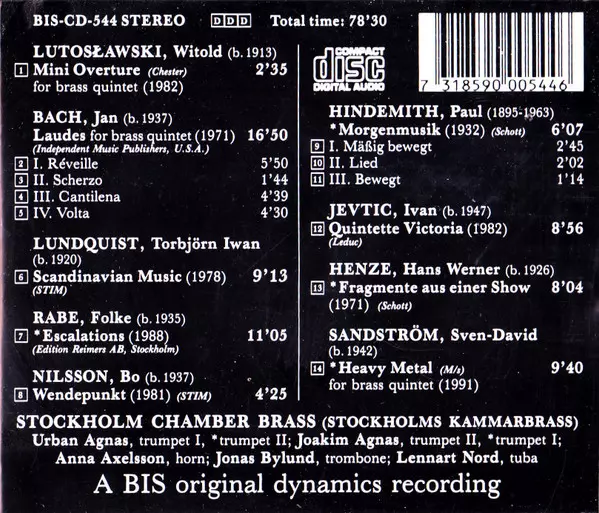 BIS-CD-544 STEREO DDD Total time: 78'30
LUTOSŁAWSKI, Witold (b. 1913)
1 Mini Overture (Chester) 2'35
for brass quintet (1982)
BACH, Jan (b. 1937)
Laudes for brass quintet (1971) 16'50
(Independent Music Publishers, U.S.A.)
2 I. Réveille 5'50
3 II. Scherzo 1'44
4 III. Cantilena 4'39
5 IV. Volta 4'30
LUNDQUIST, Torbjörn Iwan
(b. 1920)
6 Scandinavian Music (1978) 9'13
(STIM)
RABE, Folke (b. 1935)
7 *Escalations (1988) 11'05
(Edition Reimers AB, Stockholm)
NILSSON, Bo (b. 1937)
8 Wendepunkt (1981) (STIM) 4'25
COMPACT
disc
DIGITAL AUDIO
7 318590 005446
HINDEMITH, Paul (1895-1963)
*Morgenmusik (1932) (Schott) 6'07
9 I. Mäßig bewegt 2'45
10 II. Lied 2'02
11 III. Bewegt 1'14
JEVTIC, Ivan (b. 1947)
12 Quintette Victoria (1982) 8'56
(Leduc)
HENZE, Hans Werner (b. 1926)
13 *Fragmente aus einer Show 8'04
(1971) (Schott)
SANDSTRÖM, Sven-David
(b. 1942)
14 *Heavy Metal (M/s) 9'40
for brass quintet (1991)
STOCKHOLM CHAMBER BRASS (STOCKHOLMS KAMMARBRASS)
Urban Agnas, trumpet I, *trumpet II; Joakim Agnas, trumpet II, *trumpet I;
Anna Axelsson, horn; Jonas Bylund, trombone; Lennart Nord, tuba
A BIS original dynamics recording